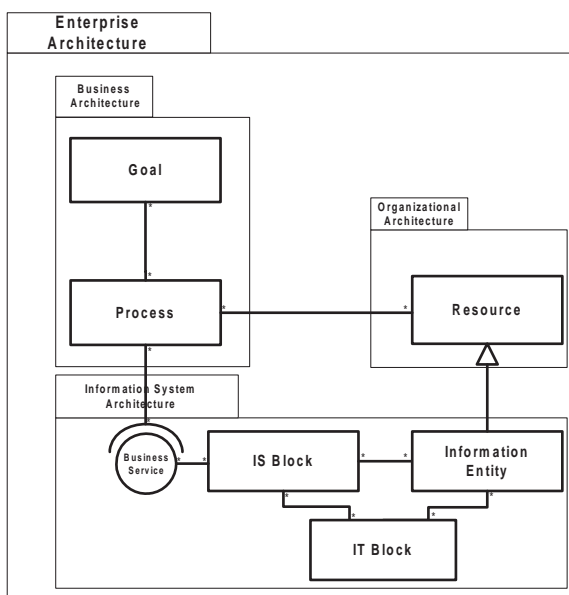 Enterprise
Architecture
Business
Architecture
Goal
*
*
Organizational
Architecture
Process
*
*
Resource
*
Information System
Architecture
*
Business
Service
*
*
IS Block
*
*
Information
Entity
*
*
*
*
IT Block